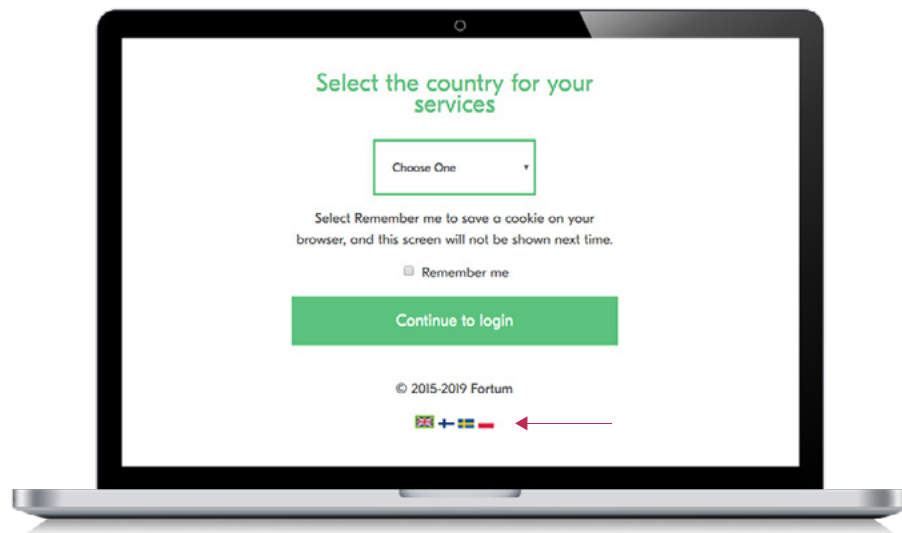 Select the country for your
services
Choose One
Select Remember me to save a cookie on your
browser, and this screen will not be shown next time.
Remember me
Continue to login
© 2015-2019 Fortum